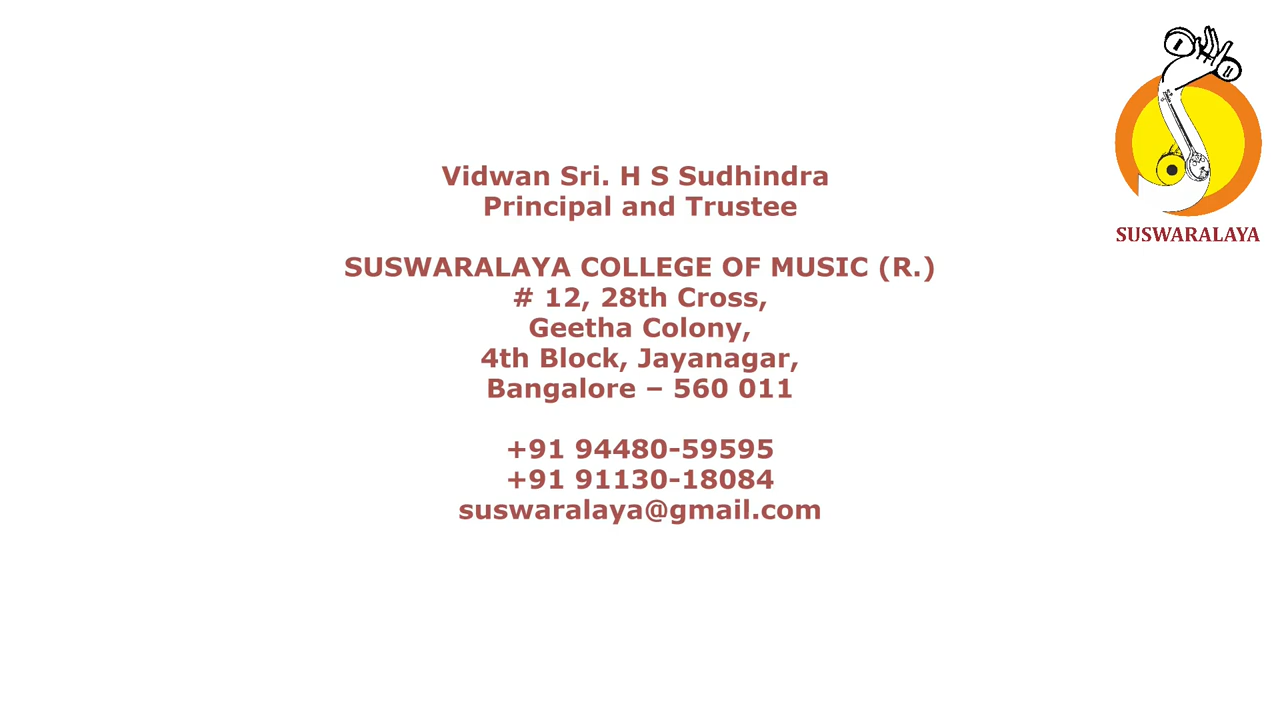 Vidwan Sri. H S Sudhindra
Principal and Trustee
SUSWARALAYA COLLEGE OF MUSIC (R.)
# 12, 28th Cross,
Geetha Colony,
4th Block, Jayanagar,
Bangalore – 560 011
+91 94480-59595
+91 91130-18084
suswaralaya@gmail.com
I
II
SUSWARALAYA